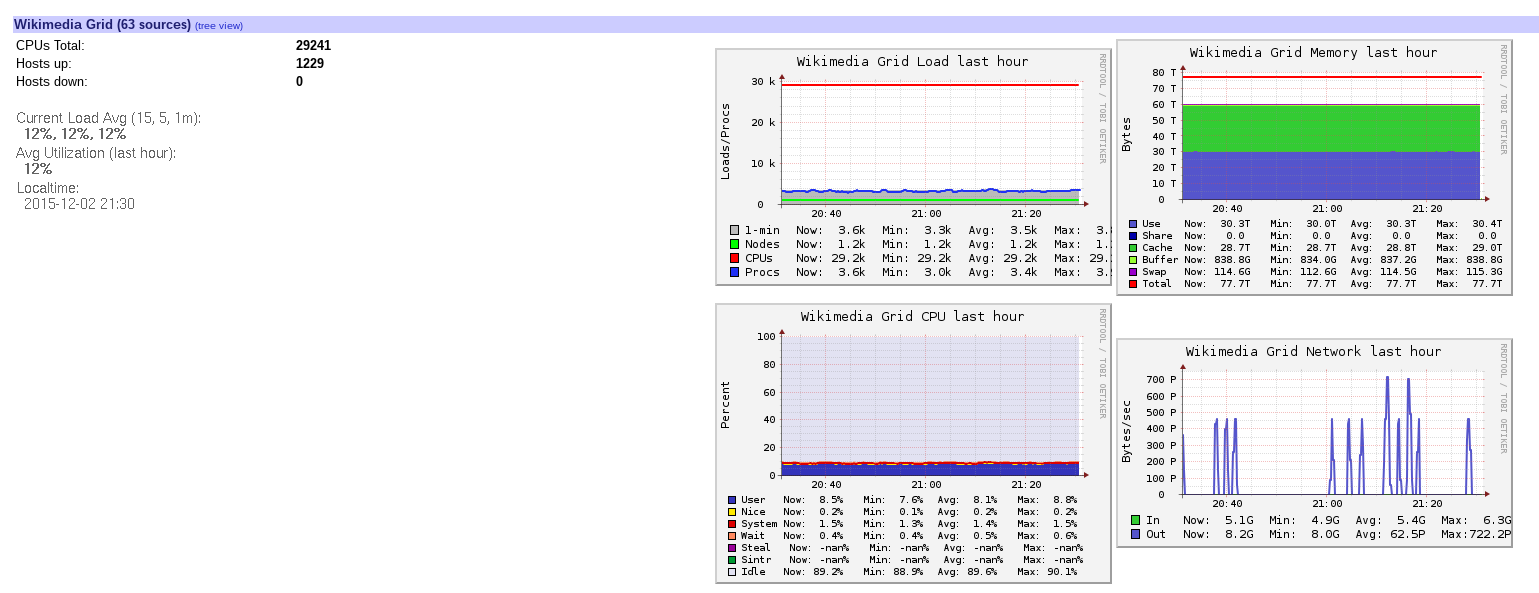 Wikimedia Grid (63 sources) (tree view)
CPUs Total: 29241
Hosts up: 1229
Hosts down: 0
Current Load Avg (15, 5, 1m):
12%, 12%, 12%
Avg Utilization (last hour):
12%
Localtime:
2015-12-02 21:30
Wikimedia Grid Load last hour
RRDTOOL / TOBI OETIKER
Loads/Procs
30 k
20 k
10 k
0
20:40 21:00 21:20
1-min Now: 3.6k Min: 3.3k Avg: 3.5k Max: 3.
Nodes Now: 1.2k Min: 1.2k Avg: 1.2k Max: 1.
CPUs Now: 29.2k Min: 29.2k Avg: 29.2k Max: 29.
Procs Now: 3.6k Min: 3.0k Avg: 3.4k Max: 3.
Wikimedia Grid Memory last hour
RRDTOOL / TOBI OETIKER
Bytes
80 T
70 T
60 T
50 T
40 T
30 T
20 T
10 T
0
20:40 21:00 21:20
Use Now: 30.3T Min: 30.0T Avg: 30.3T Max: 30.4T
Share Now: 0.0 Min: 0.0 Avg: 0.0 Max: 0.0
Cache Now: 28.7T Min: 28.7T Avg: 28.8T Max: 29.0T
Buffer Now: 838.8G Min: 834.0G Avg: 837.2G Max: 838.8G
Swap Now: 114.6G Min: 112.6G Avg: 114.5G Max: 115.3G
Total Now: 77.7T Min: 77.7T Avg: 77.7T Max: 77.7T
Wikimedia Grid CPU last hour
RRDTOOL / TOBI OETIKER
Percent
100
80
60
40
20
0
20:40 21:00 21:20
User Now: 8.5% Min: 7.6% Avg: 8.1% Max: 8.8%
Nice Now: 0.2% Min: 0.1% Avg: 0.2% Max: 0.2%
System Now: 1.5% Min: 1.3% Avg: 1.4% Max: 1.5%
Wait Now: 0.4% Min: 0.4% Avg: 0.5% Max: 0.6%
Steal Now: -nan% Min: -nan% Avg: -nan% Max: -nan%
Sintr Now: -nan% Min: -nan% Avg: -nan% Max: -nan%
Idle Now: 89.2% Min: 88.9% Avg: 89.6% Max: 90.1%
Wikimedia Grid Network last hour
RRDTOOL / TOBI OETIKER
Bytes/sec
700 P
600 P
500 P
400 P
300 P
200 P
100 P
0
20:40 21:00 21:20
In Now: 5.1G Min: 4.9G Avg: 5.4G Max: 6.3G
Out Now: 8.2G Min: 8.0G Avg: 62.5P Max:722.2P